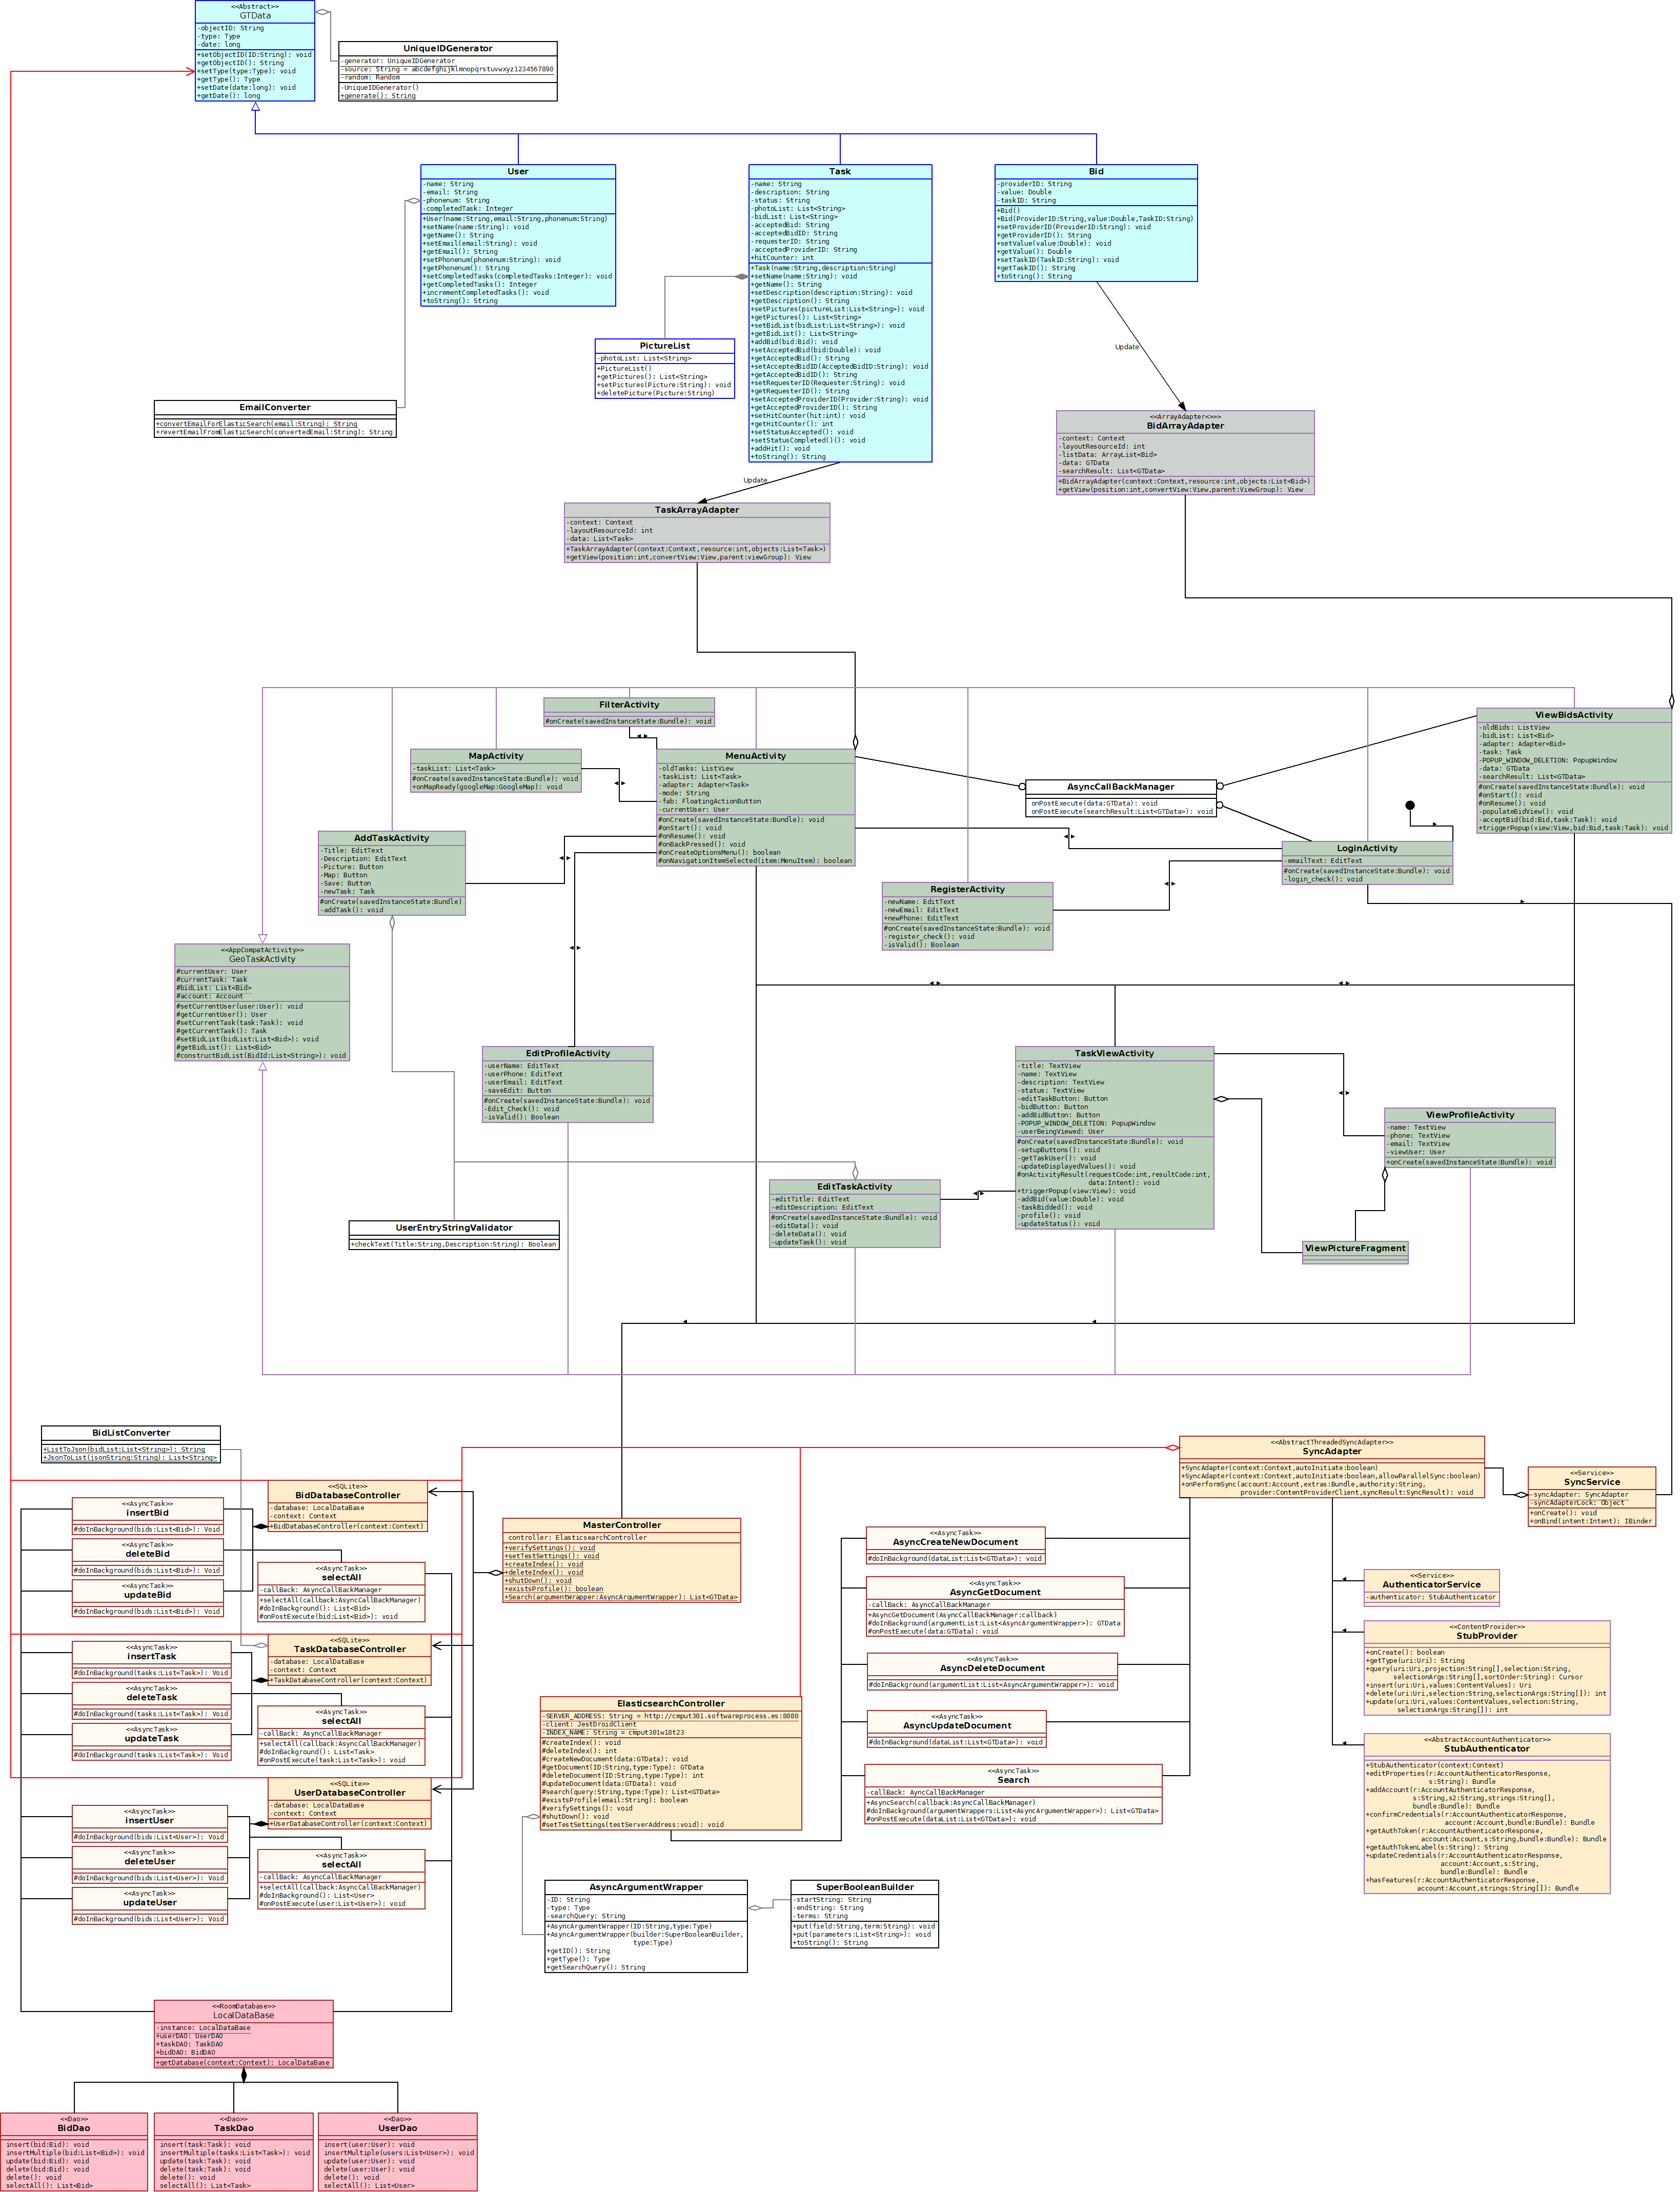 <<Abstract>>
GTData
-objectID: String
-type: Type
-date: long
+setObjectID(ID:String): void
+getObjectID(): String
+setType(type:Type): void
+getType(): Type
+setDate(date:long): void
+getDate(): long
UniqueIDGenerator
-generator: UniqueIDGenerator
-source: String = abcdefghijklmnopqrstuvwxyz1234567890
-random: Random
-UniqueIDGenerator()
+generate(): String
User
-name: String
-email: String
-phonenum: String
-completedTask: Integer
+User(name:String,email:String,phonenum:String)
+setName(name:String): void
+getName(): String
+setEmail(email:String): void
+getEmail(): String
+setPhonenum(phonenum:String): void
+getPhonenum(): String
+setCompletedTasks(completedTasks:Integer): void
+getCompletedTasks(): Integer
+incrementCompletedTasks(): void
+toString(): String
Task
-name: String
-description: String
-status: String
-photoList: List<String>
-bidList: List<String>
-acceptedBid: String
-acceptedBidID: String
-requesterID: String
-acceptedProviderID: String
+hitCounter: int
+Task(name:String,description:String)
+setName(name:String): void
+getName(): String
+setDescription(description:String): void
+getDescription(): String
+setPictures(pictureList:List<String>): void
+getPictures(): List<String>
+setBidList(bidList:List<String>): void
+getBidList(): List<String>
+addBid(bid:Bid): void
+setAcceptedBid(bid:Double): void
+getAcceptedBid(): String
+setAcceptedBidID(AcceptedBidID:String): void
+getAcceptedBidID(): String
+setRequesterID(Requester:String): void
+getRequesterID(): String
+setAcceptedProviderID(Provider:String): void
+getAcceptedProviderID(): String
+setHitCounter(hit:int): void
+getHitCounter(): int
+setStatusAccepted(): void
+setStatusCompleted()(): void
+addHit(): void
+toString(): String
Bid
-providerID: String
-value: Double
-taskID: String
+Bid()
+Bid(ProviderID:String,value:Double,TaskID:String)
+setProviderID(ProviderID:String): void
+getProviderID(): String
+setValue(value:Double): void
+getValue(): Double
+setTaskID(TaskID:String): void
+getTaskID(): String
+toString(): String
PictureList
-photoList: List<String>
+PictureList()
+getPictures(): List<String>
+setPictures(Picture:String): void
+deletePicture(Picture:String)
Update
EmailConverter
+convertEmailForElasticSearch(email:String): String
+revertEmailFromElasticSearch(convertedEmail:String): String
<<ArrayAdapter<>>>
BidArrayAdapter
-context: Context
-layoutResourceId: int
-listData: ArrayList<Bid>
-data: GTData
-searchResult: List<GTData>
+BidArrayAdapter(context:Context,resource:int,objects:List<Bid>)
+getView(position:int,convertView:View,parent:ViewGroup): View
Update
TaskArrayAdapter
-context: Context
-layoutResourceId: int
-data: List<Task>
+TaskArrayAdapter(context:Context,resource:int,objects:List<Task>)
+getView(position:int,convertView:View,parent:viewGroup): View
FilterActivity
#onCreate(savedInstanceState:Bundle): void
MapActivity
-taskList: List<Task>
#onCreate(savedInstanceState:Bundle): void
+onMapReady(googleMap:GoogleMap): void
MenuActivity
-oldTasks: ListView
-taskList: List<Task>
-adapter: Adapter<Task>
-mode: String
-fab: FloatingActionButton
-currentUser: User
#onCreate(savedInstanceState:Bundle): void
#onStart(): void
#onResume(): void
#onBackPressed(): void
#onCreateOptionsMenu(): boolean
#onNavigationItemSelected(item:MenuItem): boolean
AsyncCallBackManager
onPostExecute(data:GTData): void
onPostExecute(searchResult:List<GTData>): void
ViewBidsActivity
-oldBids: ListView
-bidList: List<Bid>
-adapter: Adapter<Bid>
-task: Task
-POPUP_WINDOW_DELETION: PopupWindow
-data: GTData
-searchResult: List<GTData>
#onCreate(savedInstanceState:Bundle): void
#onStart(): void
#onResume(): void
-populateBidView(): void
-acceptBid(bid:Bid,task:Task): void
+triggerPopup(view:View,bid:Bid,task:Task): void
AddTaskActivity
-Title: EditText
-Description: EditText
-Picture: Button
-Map: Button
-Save: Button
-newTask: Task
#onCreate(savedInstanceState:Bundle)
-addTask(): void
LoginActivity
-emailText: EditText
#onCreate(savedInstanceState:Bundle): void
-login_check(): void
RegisterActivity
-newName: EditText
-newEmail: EditText
+newPhone: EditText
#onCreate(savedInstanceState:Bundle): void
-register_check(): void
-isValid(): Boolean
<<AppCompatActivity>>
GeoTaskActivity
#currentUser: User
#currentTask: Task
#bidList: List<Bid>
#account: Account
#setCurrentUser(user:User): void
#getCurrentUser(): User
#setCurrentTask(task:Task): void
#getCurrentTask(): Task
#setBidList(bidList:List<Bid>): void
#getBidList(): List<Bid>
#constructBidList(BidId:List<String>): void
EditProfileActivity
-userName: EditText
-userPhone: EditText
-userEmail: EditText
-saveEdit: Button
#onCreate(savedInstanceState:Bundle): void
-Edit_Check(): void
-isValid(): Boolean
TaskViewActivity
-title: TextView
-name: TextView
-description: TextView
-status: TextView
-editTaskButton: Button
-bidButton: Button
-addBidButton: Button
-POPUP_WINDOW_DELETION: PopupWindow
-userBeingViewed: User
#onCreate(savedInstanceState:Bundle): void
-setupButtons(): void
-getTaskUser(): void
-updateDisplayedValues(): void
#onActivityResult(requestCode:int,resultCode:int,
data:Intent): void
+triggerPopup(view:View): void
-addBid(value:Double): void
-taskBidded(): void
-profile(): void
-updateStatus(): void
ViewProfileActivity
-name: TextView
-phone: TextView
-email: TextView
-viewUser: User
+onCreate(savedInstanceState:Bundle): void
EditTaskActivity
-editTitle: EditText
-editDescription: EditText
#onCreate(savedInstanceState:Bundle): void
-editData(): void
-deleteData(): void
-updateTask(): void
UserEntryStringValidator
+checkText(Title:String,Description:String): Boolean
ViewPictureFragment
BidListConverter
+ListToJson(bidList:List<String>): String
+JsonToList(jsonString:String): List<String>
<<AbstractThreadedSyncAdapter>>
SyncAdapter
+SyncAdapter(context:Context,autoInitiate:boolean)
+SyncAdapter(context:Context,autoInitiate:boolean,allowParallelSync:boolean)
+onPerformSync(account:Account,extras:Bundle,authority:String,
provider:ContentProviderClient,syncResult:SyncResult): void
<<Service>>
SyncService
-syncAdapter: SyncAdapter
-syncAdapterLock: Object
+onCreate(): void
+onBind(intent:Intent): IBinder
<<SQLite>>
BidDatabaseController
-database: LocalDataBase
-context: Context
+BidDatabaseController(context:Context)
<<AsyncTask>>
insertBid
#doInBackground(bids:List<Bid>): Void
<<AsyncTask>>
deleteBid
#doInBackground(bids:List<Bid>): Void
<<AsyncTask>>
updateBid
#doInBackground(bids:List<Bid>): Void
<<AsyncTask>>
selectAll
-callBack: AsyncCallBackManager
+selectAll(callback:AsyncCallBackManager)
#doInBackground(): List<Bid>
#onPostExecute(bid:List<Bid>): void
MasterController
controller: ElasticsearchController
+verifySettings(): void
+setTestSettings(): void
+createIndex(): void
+deleteIndex(): void
+shutDown(): void
+existsProfile(): boolean
+Search(argumentWrapper:AsyncArgumentWrapper): List<GTData>
<<AsyncTask>>
AsyncCreateNewDocument
#doInBackground(dataList:List<GTData>): void
<<AsyncTask>>
AsyncGetDocument
-callBack: AsyncCallBackManager
+AsyncGetDocument(AsyncCallBackManager:callback)
#doInBackground(argumentList:List<AsyncArgumentWrapper>): GTData
#onPostExecute(data:GTData): void
<<AsyncTask>>
AsyncDeleteDocument
#doInBackground(argumentList:List<AsyncArgumentWrapper>): void
<<AsyncTask>>
AsyncUpdateDocument
#doInBackground(dataList:List<GTData>): void
<<AsyncTask>>
Search
-callBack: AyncCallBackManager
+AsyncSearch(callback:AsyncCallBackManager)
#doInBackground(argumentWrappers:List<AsyncArgumentWrapper>): List<GTData>
#onPostExecute(dataList:List<GTData>): void
<<Service>>
AuthenticatorService
-authenticator: StubAuthenticator
<<ContentProvider>>
StubProvider
+onCreate(): boolean
+getType(uri:Uri): String
+query(uri:Uri,projection:String[],selection:String,
selectionArgs:String[],sortOrder:String): Cursor
+insert(uri:Uri,values:ContentValues): Uri
+delete(uri:Uri,selection:String,selectionArgs:String[]): int
+update(uri:Uri,values:ContentValues,selection:String,
selectionArgs:String[]): int
<<AbstractAccountAuthenticator>>
StubAuthenticator
+StubAuthenticator(context:Context)
+editProperties(r:AccountAuthenticatorResponse,
s:String): Bundle
+addAccount(r:AccountAuthenticatorResponse,
s:String,s2:String,strings:String[],
bundle:Bundle): Bundle
+confirmCredentials(r:AccountAuthenticatorResponse,
account:Account,bundle:Bundle): Bundle
+getAuthToken(r:AccountAuthenticatorResponse,
account:Account,s:String,bundle:Bundle): Bundle
+getAuthTokenLabel(s:String): String
+updateCredentials(r:AccountAuthenticatorResponse,
account:Account,s:String,
bundle:Bundle): Bundle
+hasFeatures(r:AccountAuthenticatorResponse,
account:Account,strings:String[]): Bundle
<<SQLite>>
TaskDatabaseController
-database: LocalDataBase
-context: Context
+TaskDatabaseController(context:Context)
<<AsyncTask>>
insertTask
#doInBackground(tasks:List<Task>): Void
<<AsyncTask>>
deleteTask
#doInBackground(tasks:List<Task>): Void
<<AsyncTask>>
updateTask
#doInBackground(tasks:List<Task>): Void
<<AsyncTask>>
selectAll
-callBack: AsyncCallBackManager
+selectAll(callback:AsyncCallBackManager)
#doInBackground(): List<Task>
#onPostExecute(task:List<Task>): void
ElasticsearchController
-SERVER_ADDRESS: String = http://cmput301.softwareprocess.es:8080
-client: JestDroidClient
-INDEX_NAME: String = cmput301w18t23
#createIndex(): void
#deleteIndex(): int
#createNewDocument(data:GTData): void
#getDocument(ID:String,type:Type): GTData
#deleteDocument(ID:String,type:Type): int
#updateDocument(data:GTData): void
#search(query:String,type:Type): List<GTData>
#existsProfile(email:String): boolean
#verifySettings(): void
#shutDown(): void
#setTestSettings(testServerAddress:void): void
<<SQLite>>
UserDatabaseController
-database: LocalDataBase
-context: Context
+UserDatabaseController(context:Context)
<<AsyncTask>>
insertUser
#doInBackground(bids:List<User>): Void
<<AsyncTask>>
deleteUser
#doInBackground(bids:List<User>): Void
<<AsyncTask>>
updateUser
#doInBackground(bids:List<User>): Void
<<AsyncTask>>
selectAll
-callBack: AsyncCallBackManager
+selectAll(callback:AsyncCallBackManager)
#doInBackground(): List<User>
#onPostExecute(user:List<User>): void
AsyncArgumentWrapper
-ID: String
-type: Type
-searchQuery: String
+AsyncArgumentWrapper(ID:String,type:Type)
+AsyncArgumentWrapper(builder:SuperBooleanBuilder,
type:Type)
+getID(): String
+getType(): Type
+getSearchQuery(): String
SuperBooleanBuilder
-startString: String
-endString: String
-terms: String
+put(field:String,term:String): void
+put(parameters:List<String>): void
+toString(): String
<<RoomDatabase>>
LocalDataBase
-instance: LocalDataBase
+userDAO: UserDAO
+taskDAO: TaskDAO
+bidDAO: BidDAO
+getDatabase(context:Context): LocalDataBase
<<Dao>>
BidDao
insert(bid:Bid): void
insertMultiple(bid:List<Bid>): void
update(bid:Bid): void
delete(bid:Bid): void
delete(): void
selectAll(): List<Bid>
<<Dao>>
TaskDao
insert(task:Task): void
insertMultiple(tasks:List<Task>): void
update(task:Task): void
delete(task:Task): void
delete(): void
selectAll(): List<Task>
<<Dao>>
UserDao
insert(user:User): void
insertMultiple(users:List<User>): void
update(user:User): void
delete(user:User): void
delete(): void
selectAll(): List<User>